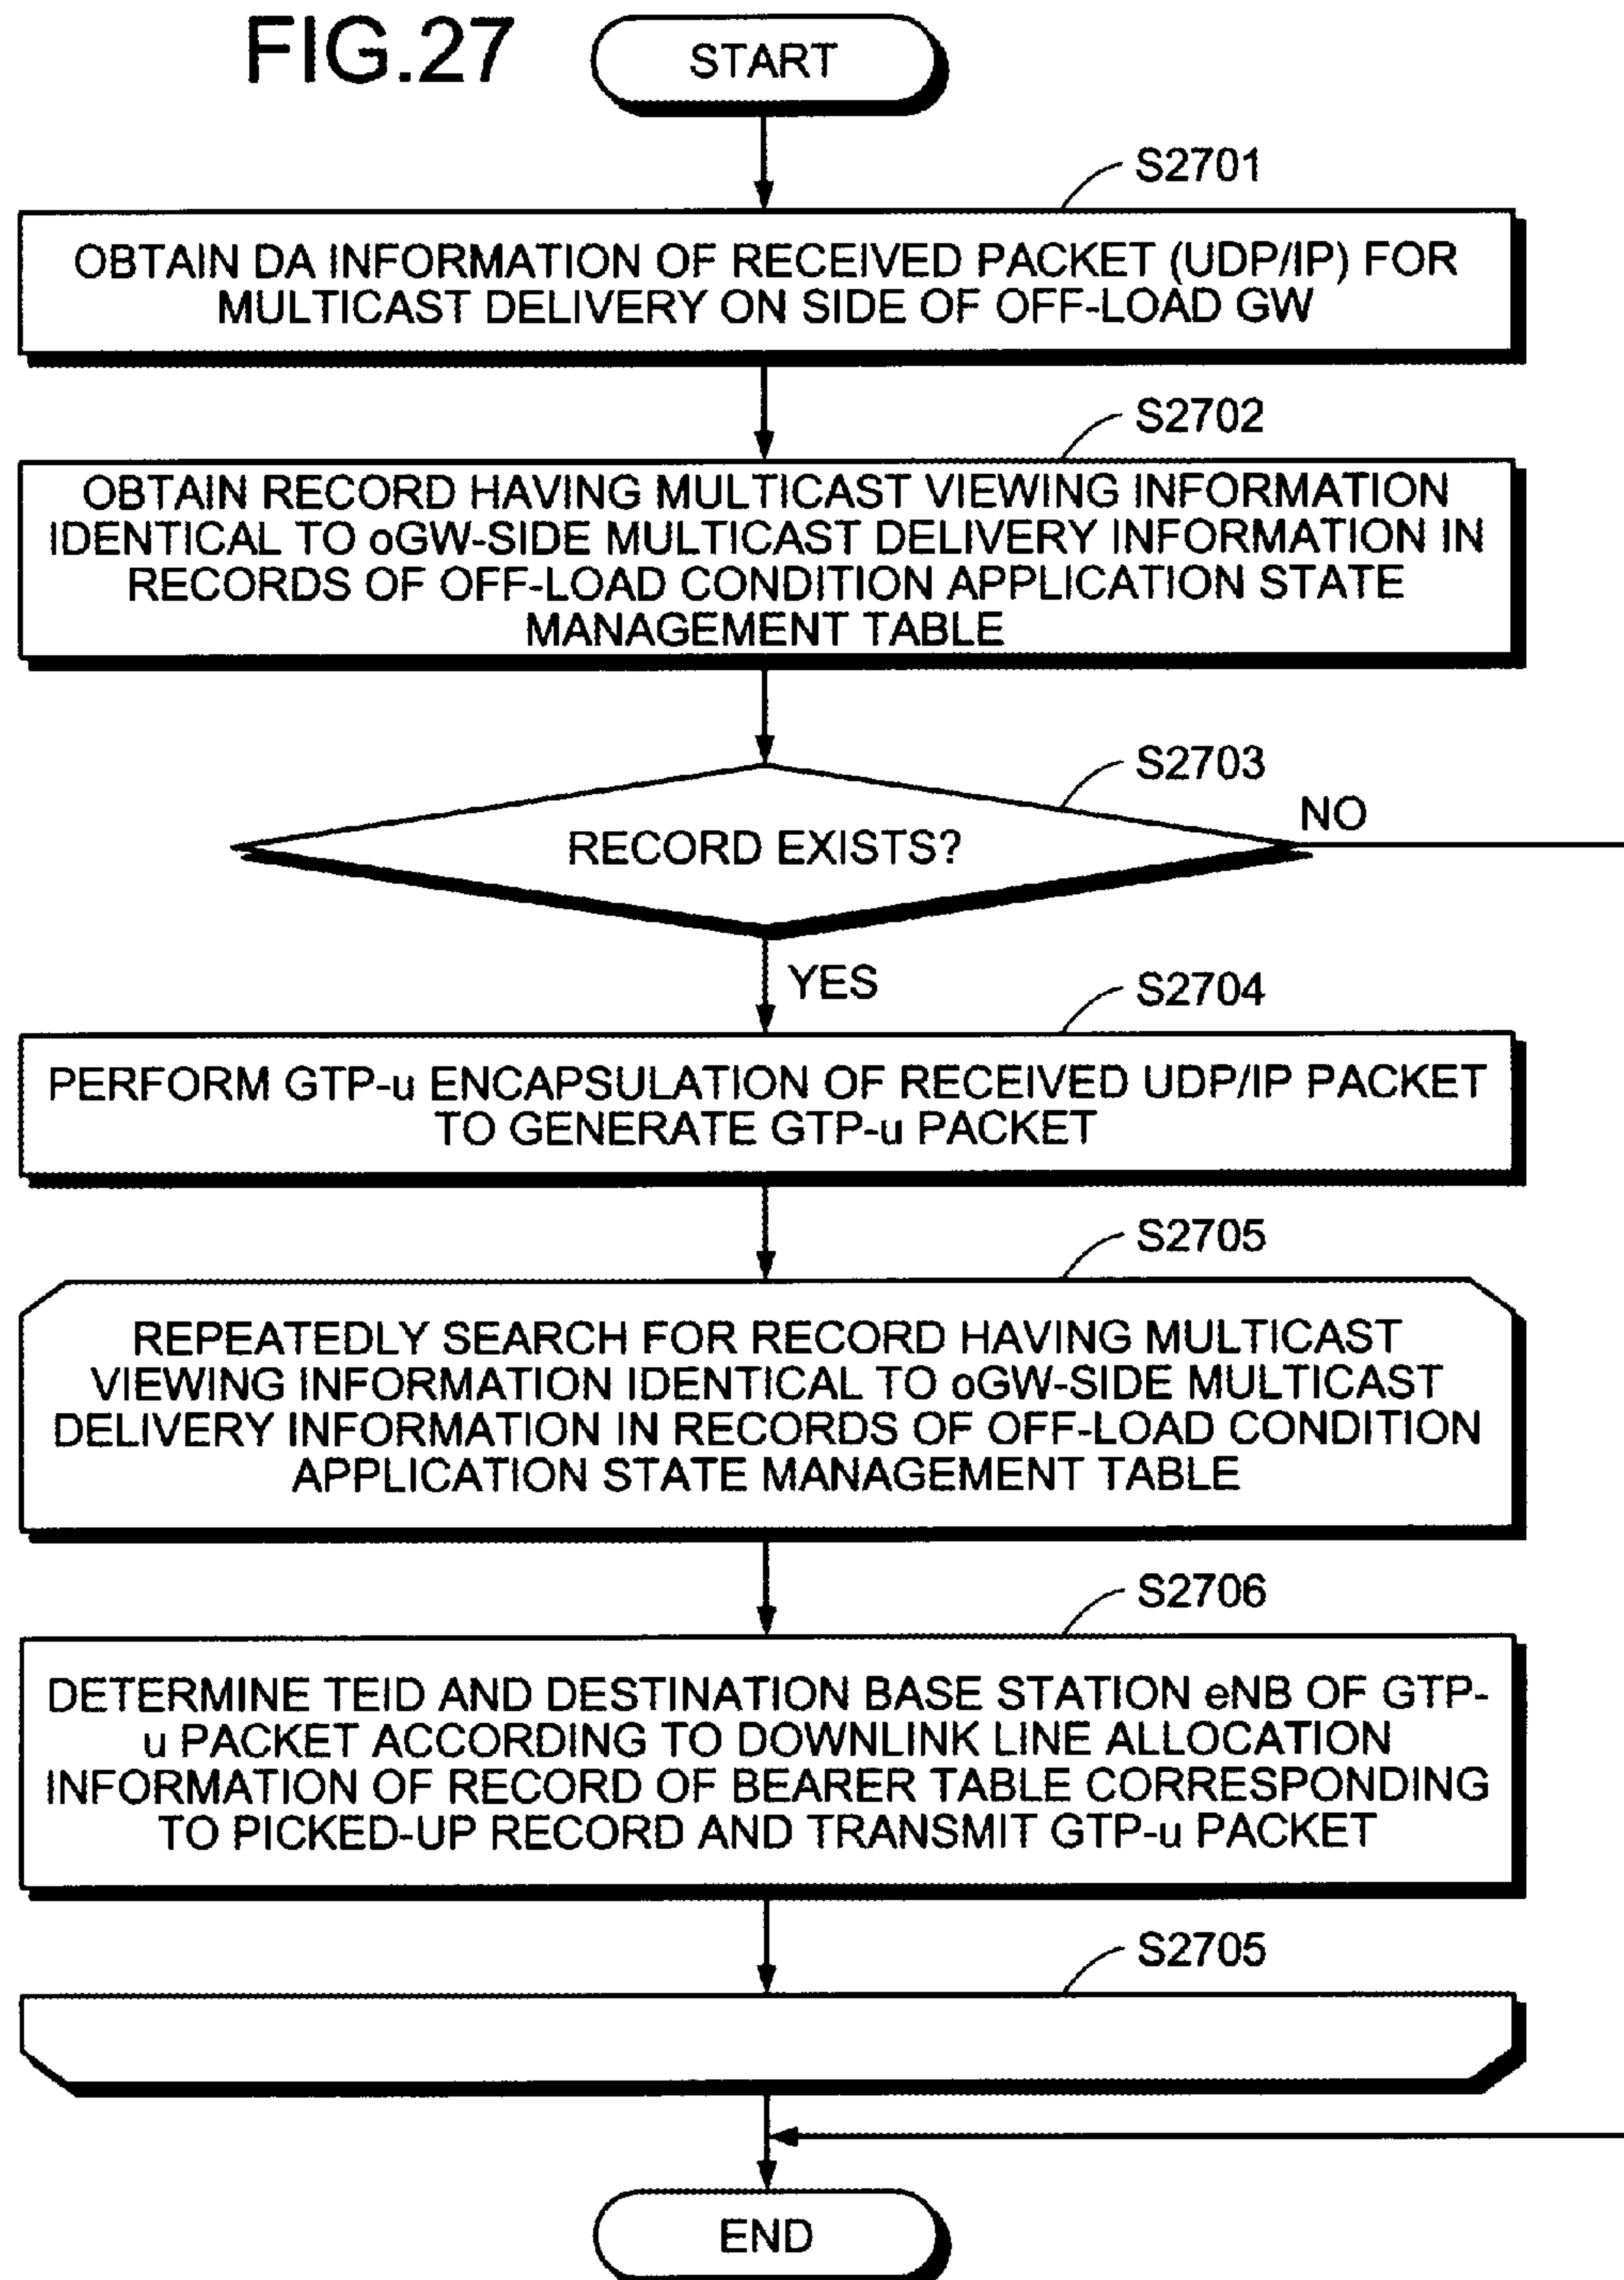 FIG.27
START
S2701
OBTAIN DA INFORMATION OF RECEIVED PACKET (UDP/IP) FOR
MULTICAST DELIVERY ON SIDE OF OFF-LOAD GW
S2702
OBTAIN RECORD HAVING MULTICAST VIEWING INFORMATION
IDENTICAL TO oGW-SIDE MULTICAST DELIVERY INFORMATION IN
RECORDS OF OFF-LOAD CONDITION APPLICATION STATE
MANAGEMENT TABLE
S2703
NO
RECORD EXISTS?
YES
S2704
PERFORM GTP-u ENCAPSULATION OF RECEIVED UDP/IP PACKET
TO GENERATE GTP-u PACKET
S2705
REPEATEDLY SEARCH FOR RECORD HAVING MULTICAST
VIEWING INFORMATION IDENTICAL TO oGW-SIDE MULTICAST
DELIVERY INFORMATION IN RECORDS OF OFF-LOAD CONDITION
APPLICATION STATE MANAGEMENT TABLE
S2706
DETERMINE TEID AND DESTINATION BASE STATION eNB OF GTP-
u PACKET ACCORDING TO DOWNLINK LINE ALLOCATION
INFORMATION OF RECORD OF BEARER TABLE CORRESPONDING
TO PICKED-UP RECORD AND TRANSMIT GTP-u PACKET
S2705
END